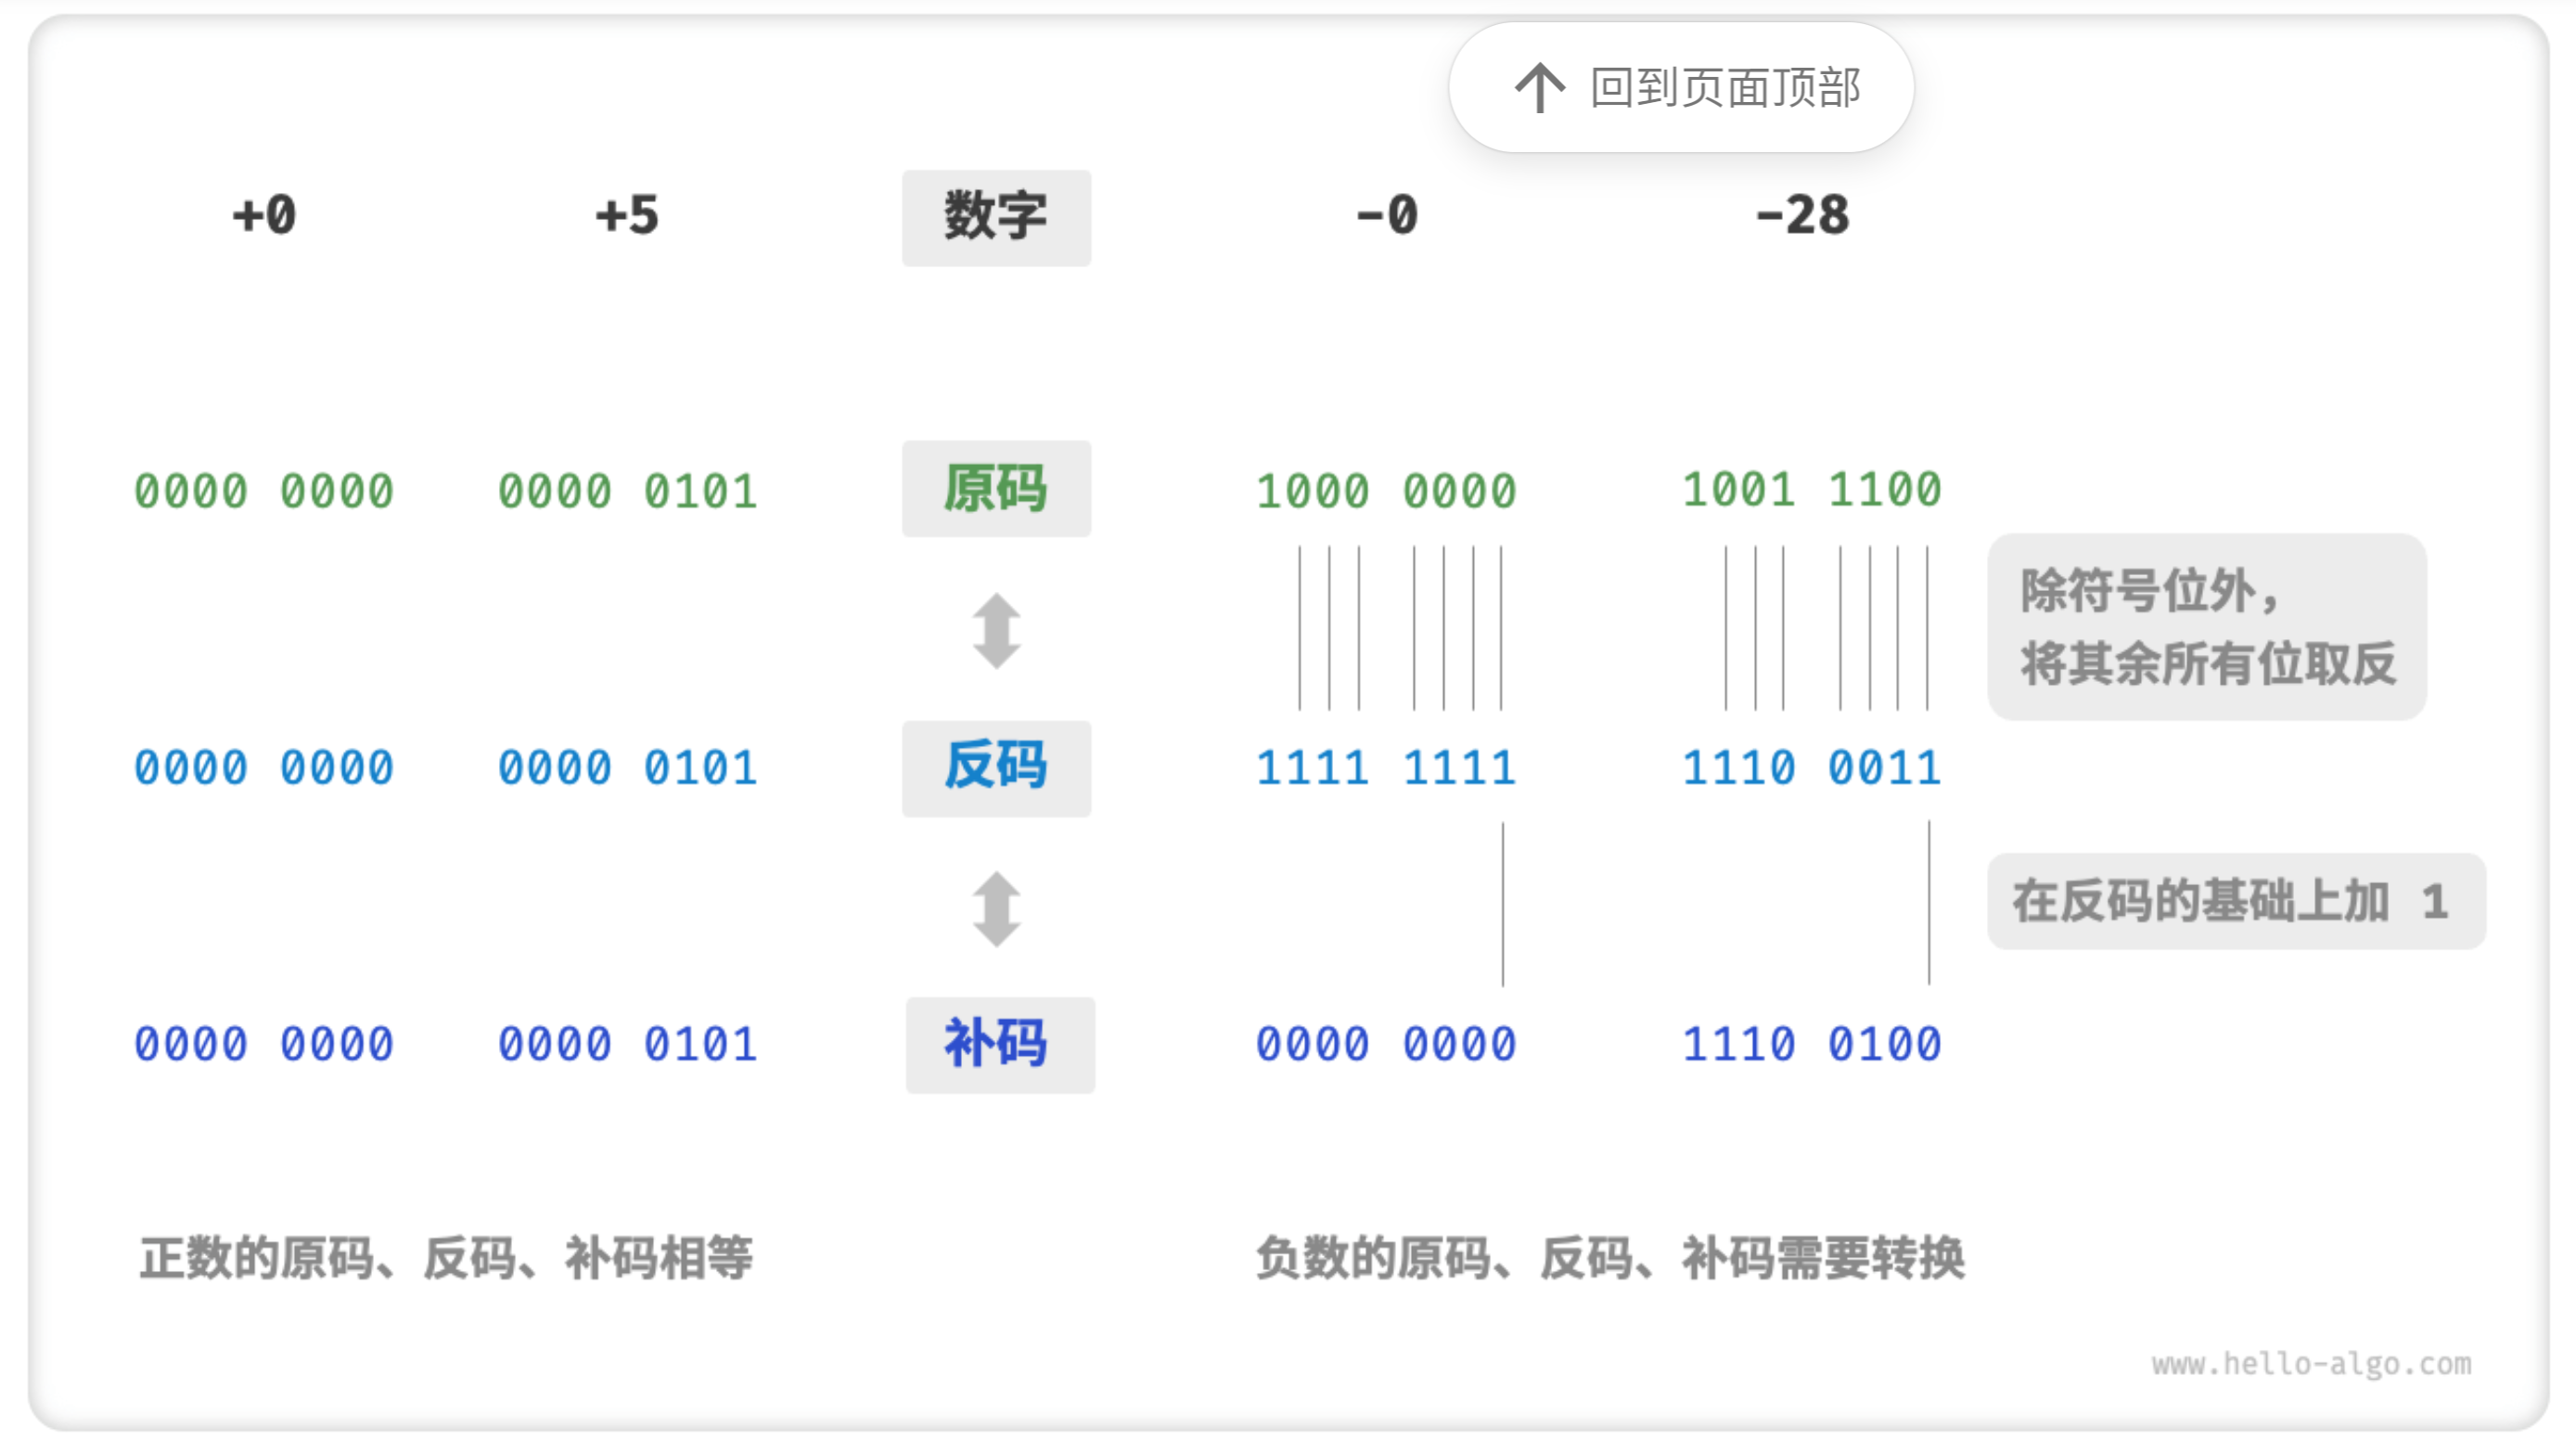 回到页面顶部
+0 +5 数字 -0 -28
0000 0000 0000 0101 原码 1000 0000 1001 1100
除符号位外，
将其余所有位取反
0000 0000 0000 0101 反码 1111 1111 1110 0011
在反码的基础上加 1
0000 0000 0000 0101 补码 0000 0000 1110 0100
正数的原码、反码、补码相等 负数的原码、反码、补码需要转换
www.hello-algo.com